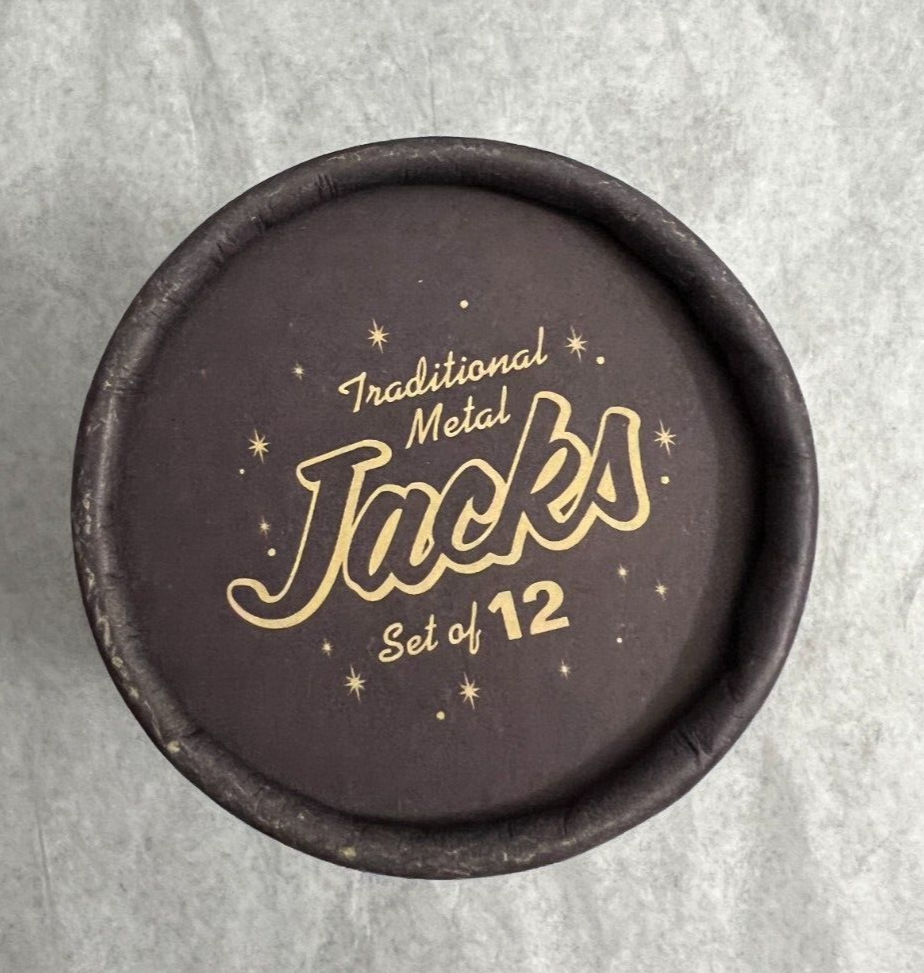 Traditional
Metal
Jacks
Set of 12